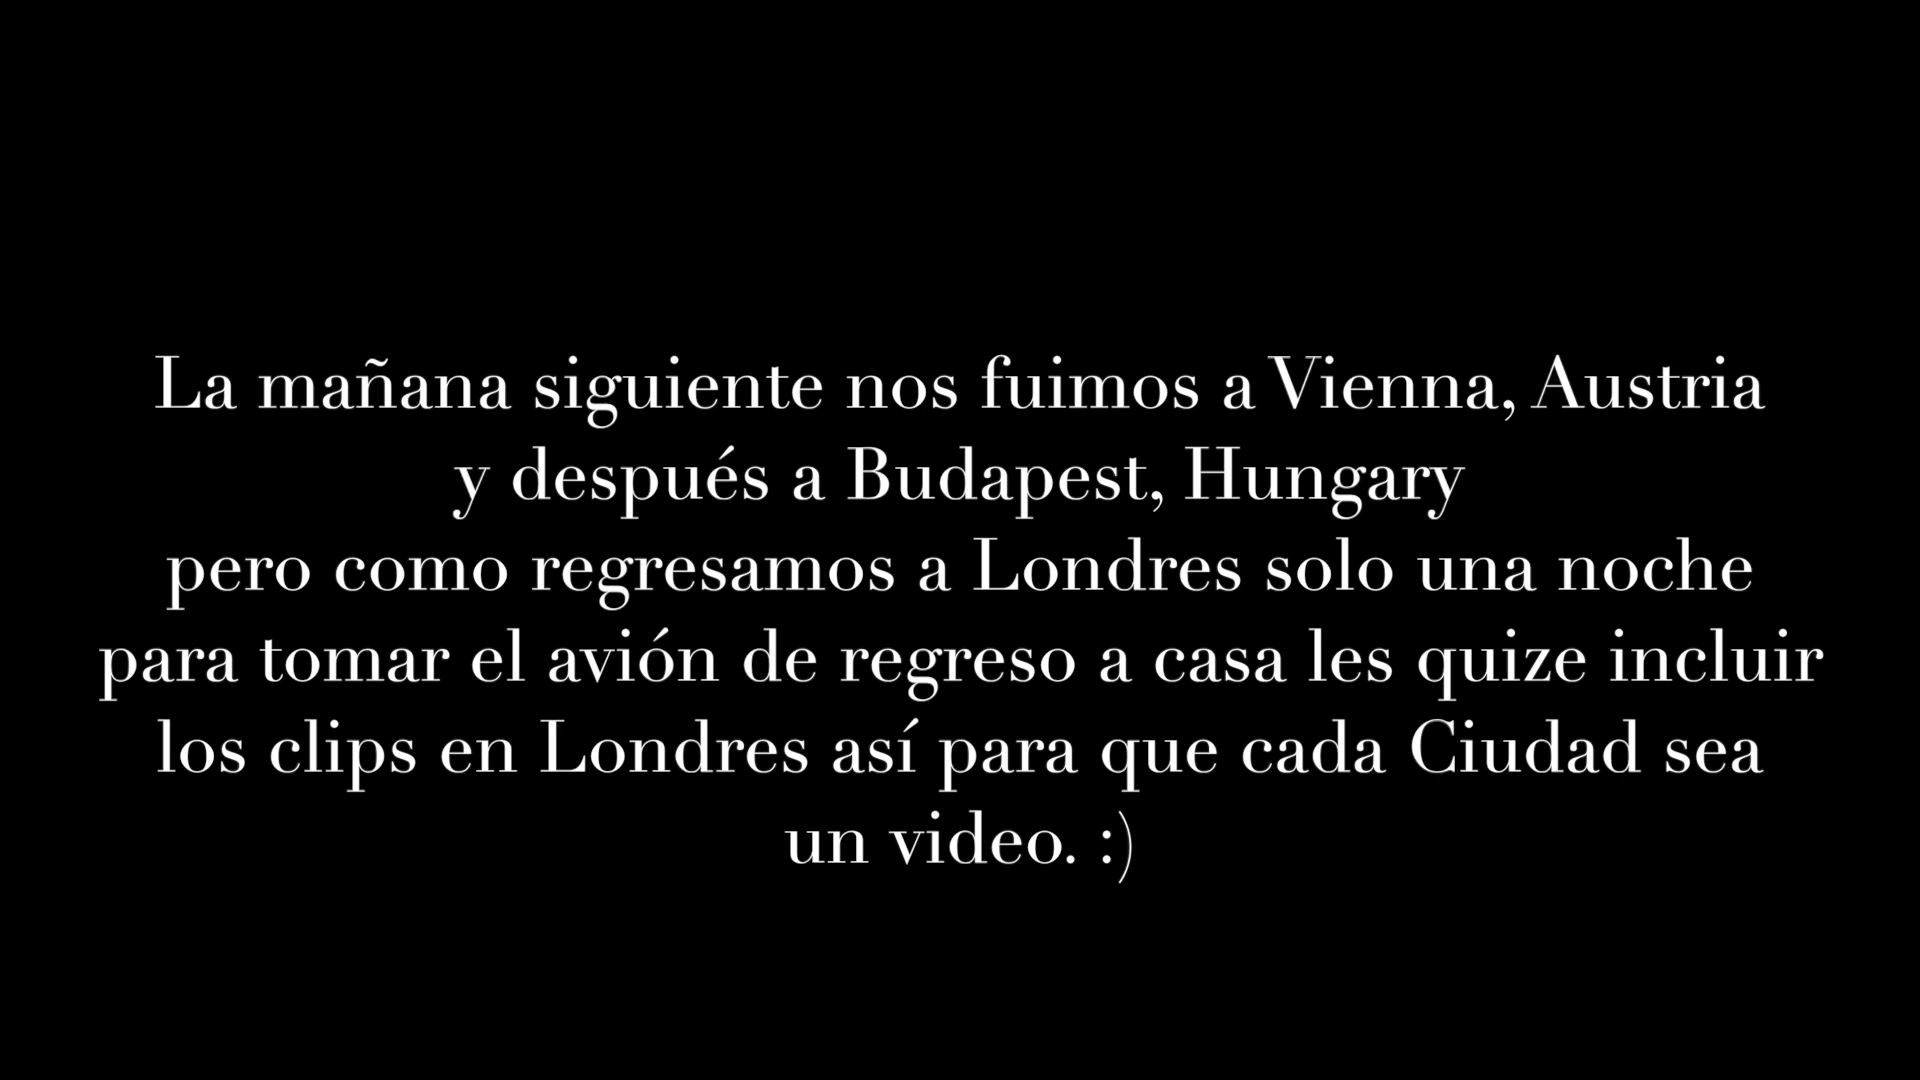 La mañana siguiente nos fuimos a Vienna, Austria
y después a Budapest, Hungary
pero como regresamos a Londres solo una noche
para tomar el avión de regreso a casa les quize incluir
los clips en Londres así para que cada Ciudad sea
un video. :)